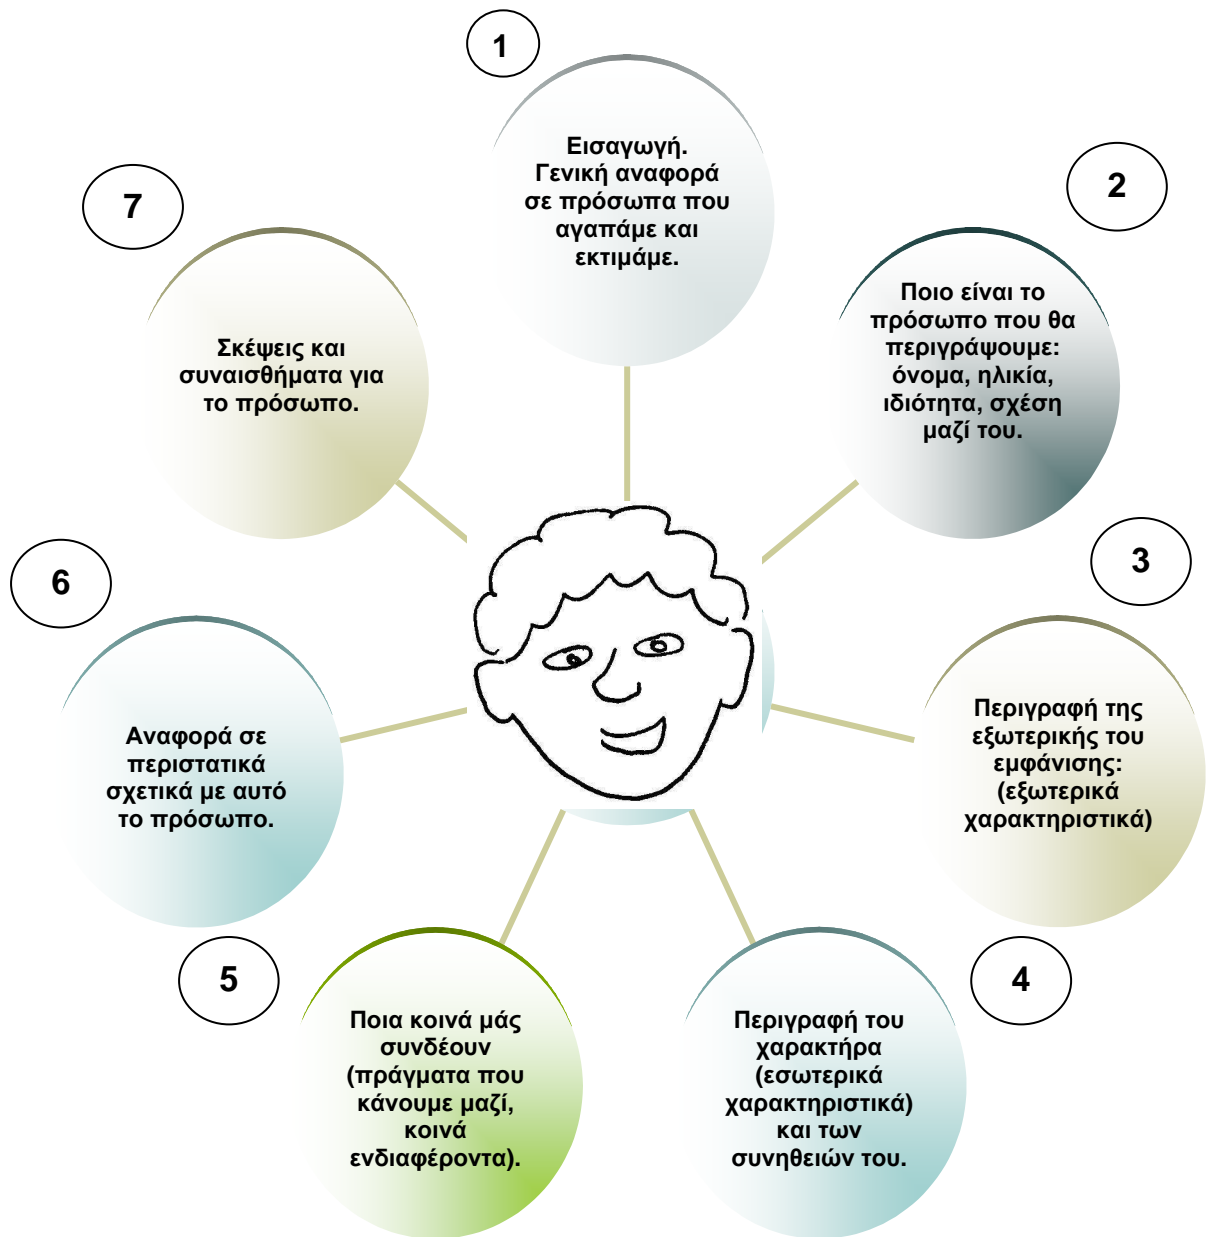 1
Εισαγωγή.
Γενική αναφορά
σε πρόσωπα που
αγαπάμε και
εκτιμάμε.
2
Ποιο είναι το
πρόσωπο που θα
περιγράψουμε:
όνομα, ηλικία,
ιδιότητα, σχέση
μαζί του.
3
Περιγραφή της
εξωτερικής του
εμφάνισης:
(εξωτερικά
χαρακτηριστικά)
4
Περιγραφή του
χαρακτήρα
(εσωτερικά
χαρακτηριστικά)
και των
συνηθειών του.
5
Ποια κοινά μάς
συνδέουν
(πράγματα που
κάνουμε μαζί,
κοινά
ενδιαφέροντα).
6
Αναφορά σε
περιστατικά
σχετικά με αυτό
το πρόσωπο.
7
Σκέψεις και
συναισθήματα για
το πρόσωπο.